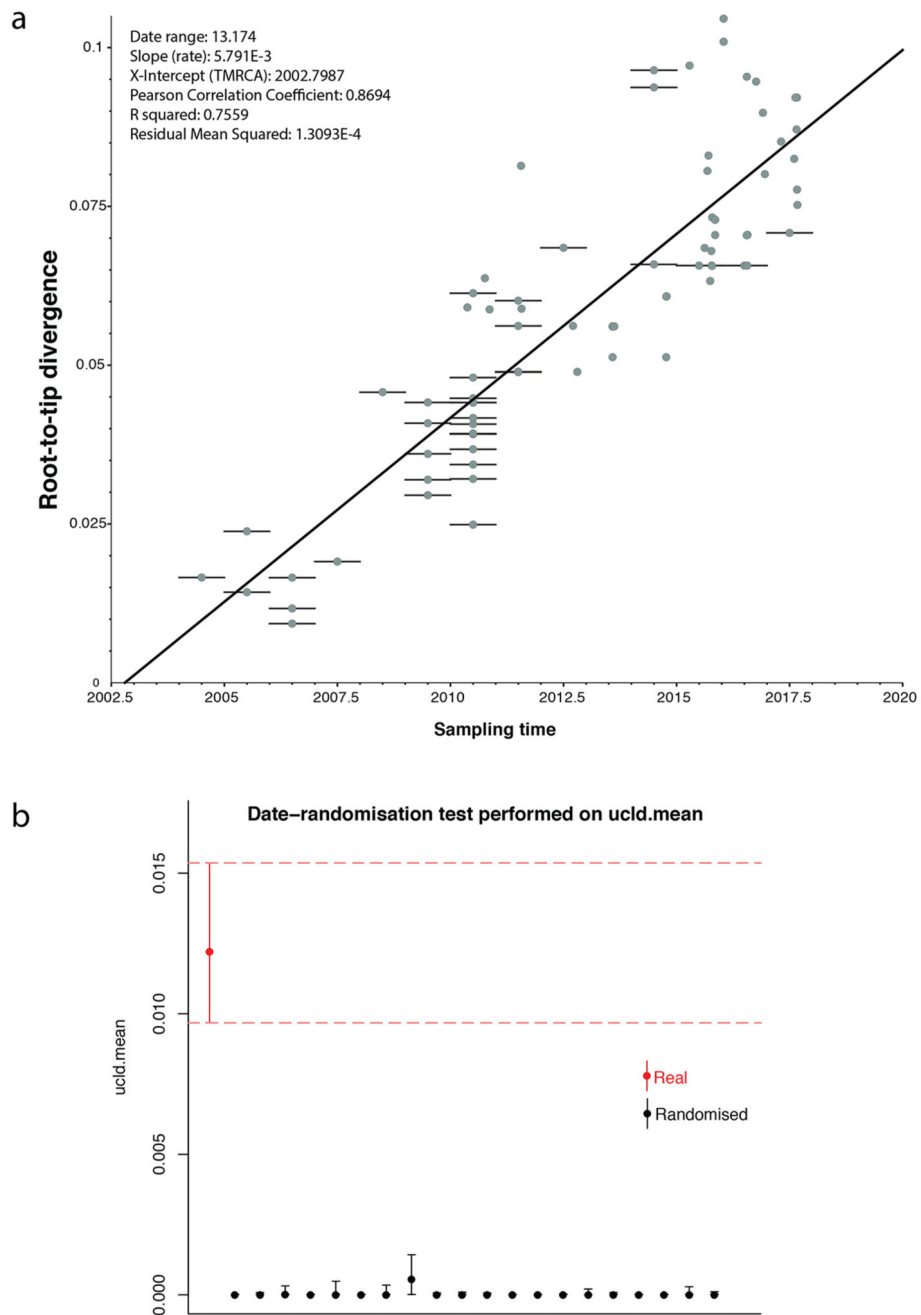 a
Date range: 13.174
Slope (rate): 5.791E-3
X-Intercept (TMRCA): 2002.7987
Pearson Correlation Coefficient: 0.8694
R squared: 0.7559
Residual Mean Squared: 1.3093E-4
0.1
0.075
0.05
0.025
0
Root-to-tip divergence
2002.5 2005 2007.5 2010 2012.5 2015 2017.5 2020
Sampling time
b
Date–randomisation test performed on ucld.mean
0.015
0.010
0.005
0.000
ucld.mean
Real
Randomised